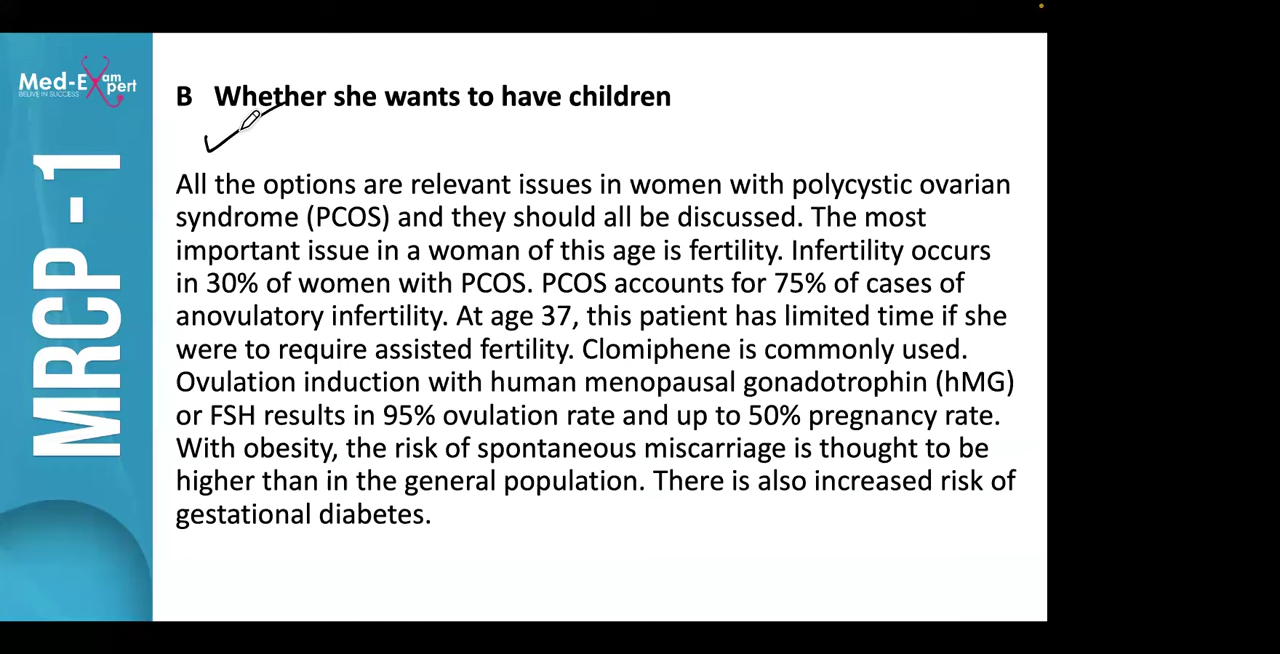 Med-Exam
pert
BELIVE IN SUCCESS
MRCP - 1
B Whether she wants to have children
All the options are relevant issues in women with polycystic ovarian
syndrome (PCOS) and they should all be discussed. The most
important issue in a woman of this age is fertility. Infertility occurs
in 30% of women with PCOS. PCOS accounts for 75% of cases of
anovulatory infertility. At age 37, this patient has limited time if she
were to require assisted fertility. Clomiphene is commonly used.
Ovulation induction with human menopausal gonadotrophin (hMG)
or FSH results in 95% ovulation rate and up to 50% pregnancy rate.
With obesity, the risk of spontaneous miscarriage is thought to be
higher than in the general population. There is also increased risk of
gestational diabetes.